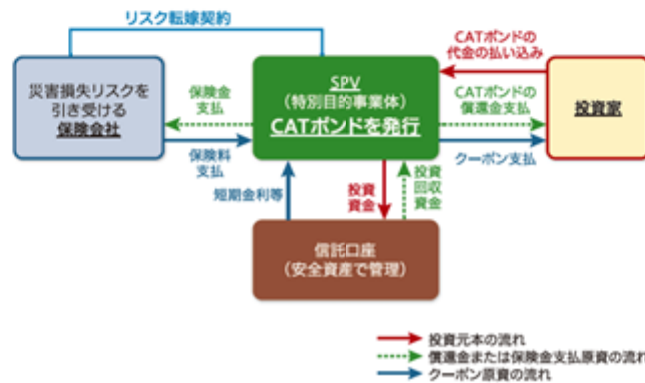 リスク転嫁契約
CATボンドの
代金の払い込み
災害損失リスクを
引き受ける
保険会社
保険金
支払
保険料
支払
SPV
(特別目的事業体)
CATボンドを発行
CATボンドの
償還金支払
クーポン支払
投資家
短期金利等
投資
資金
投資
回収
資金
信託口座
(安全資産で管理)
投資元本の流れ
償還金または保険金支払原資の流れ
クーポン原資の流れ